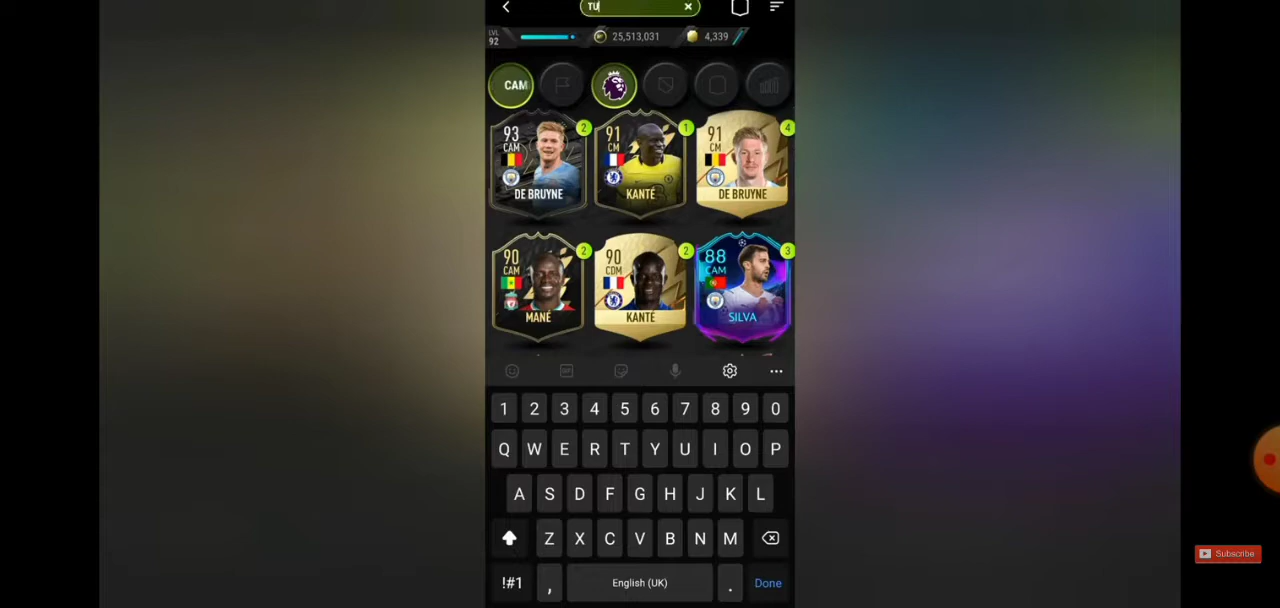 TU
LVL 92 25,513,031 4,339
CAM
93 CAM DE BRUYNE 2
91 CM KANTÉ 1
91 CM DE BRUYNE 4
90 CAM MANÉ 2
90 CDM KANTÉ 2
88 CAM SILVA 3
GIF
1 2 3 4 5 6 7 8 9 0
Q W E R T Y U I O P
A S D F G H J K L
Z X C V B N M
!#1 , English (UK) . Done
Subscribe